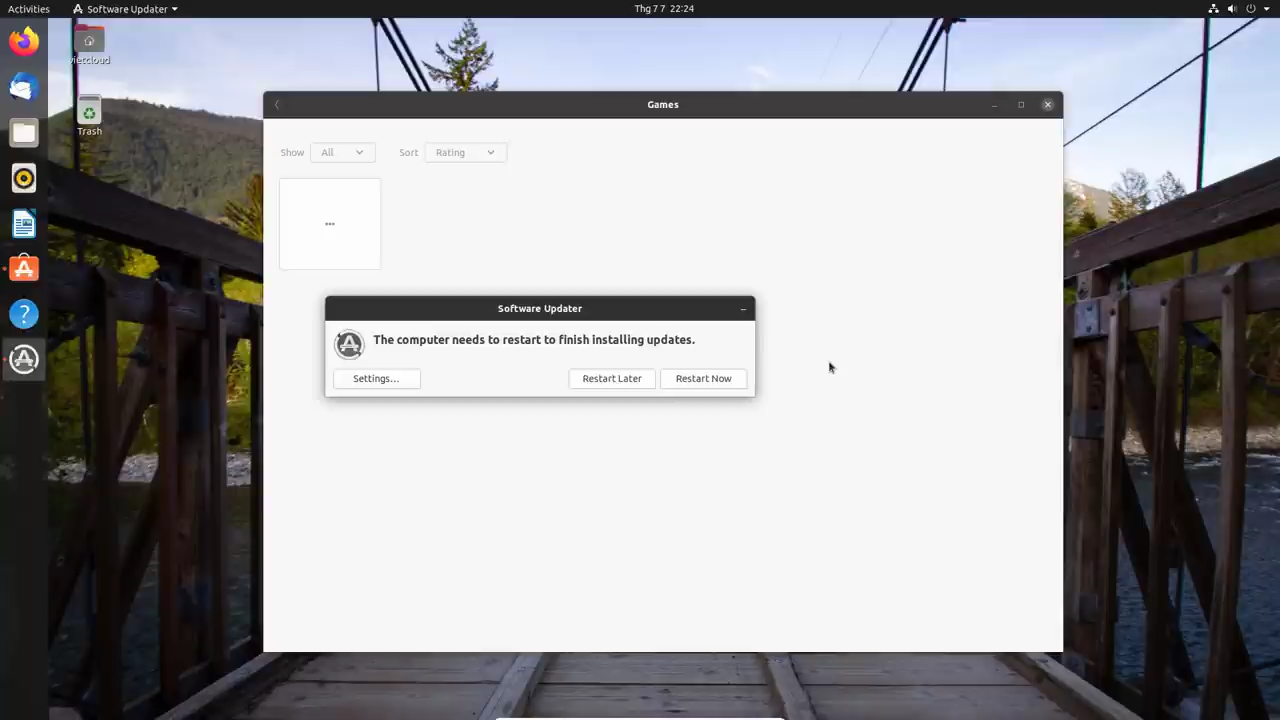 Activities
Software Updater
Thg 7 7 22:24
vietcloud
Trash
Games
Show
All
Sort
Rating
...
Software Updater
The computer needs to restart to finish installing updates.
Settings...
Restart Later
Restart Now